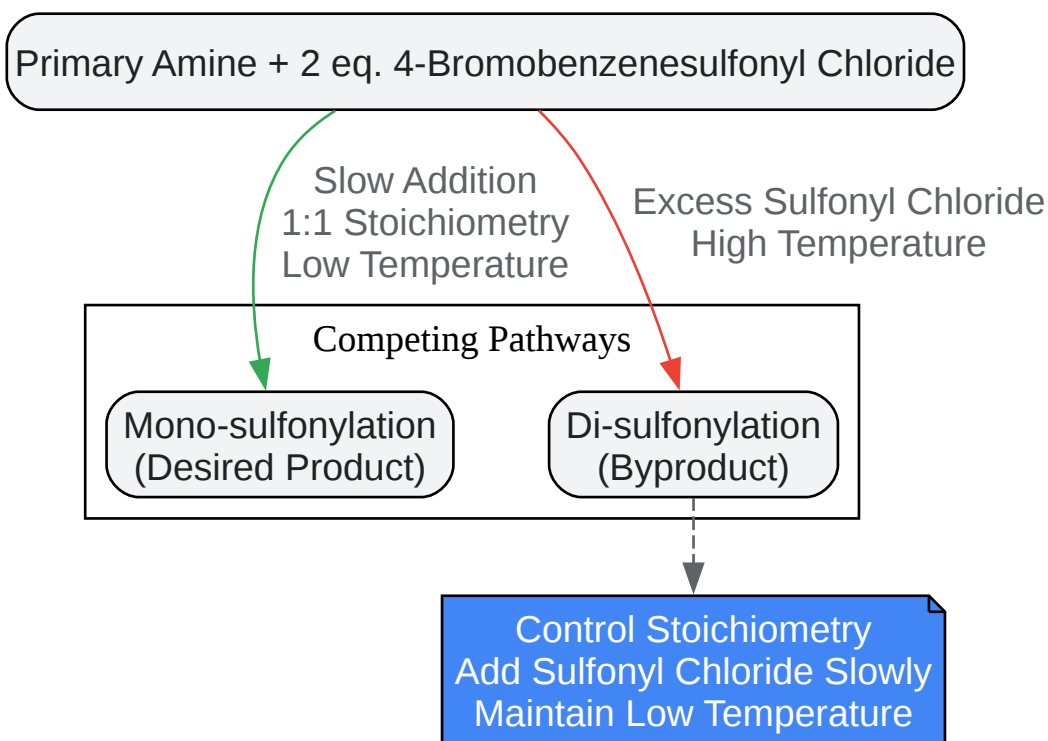 Primary Amine + 2 eq. 4-Bromobenzenesulfonyl Chloride
Slow Addition
1:1 Stoichiometry
Low Temperature
Excess Sulfonyl Chloride
High Temperature
Competing Pathways
Mono-sulfonylation
(Desired Product)
Di-sulfonylation
(Byproduct)
Control Stoichiometry
Add Sulfonyl Chloride Slowly
Maintain Low Temperature